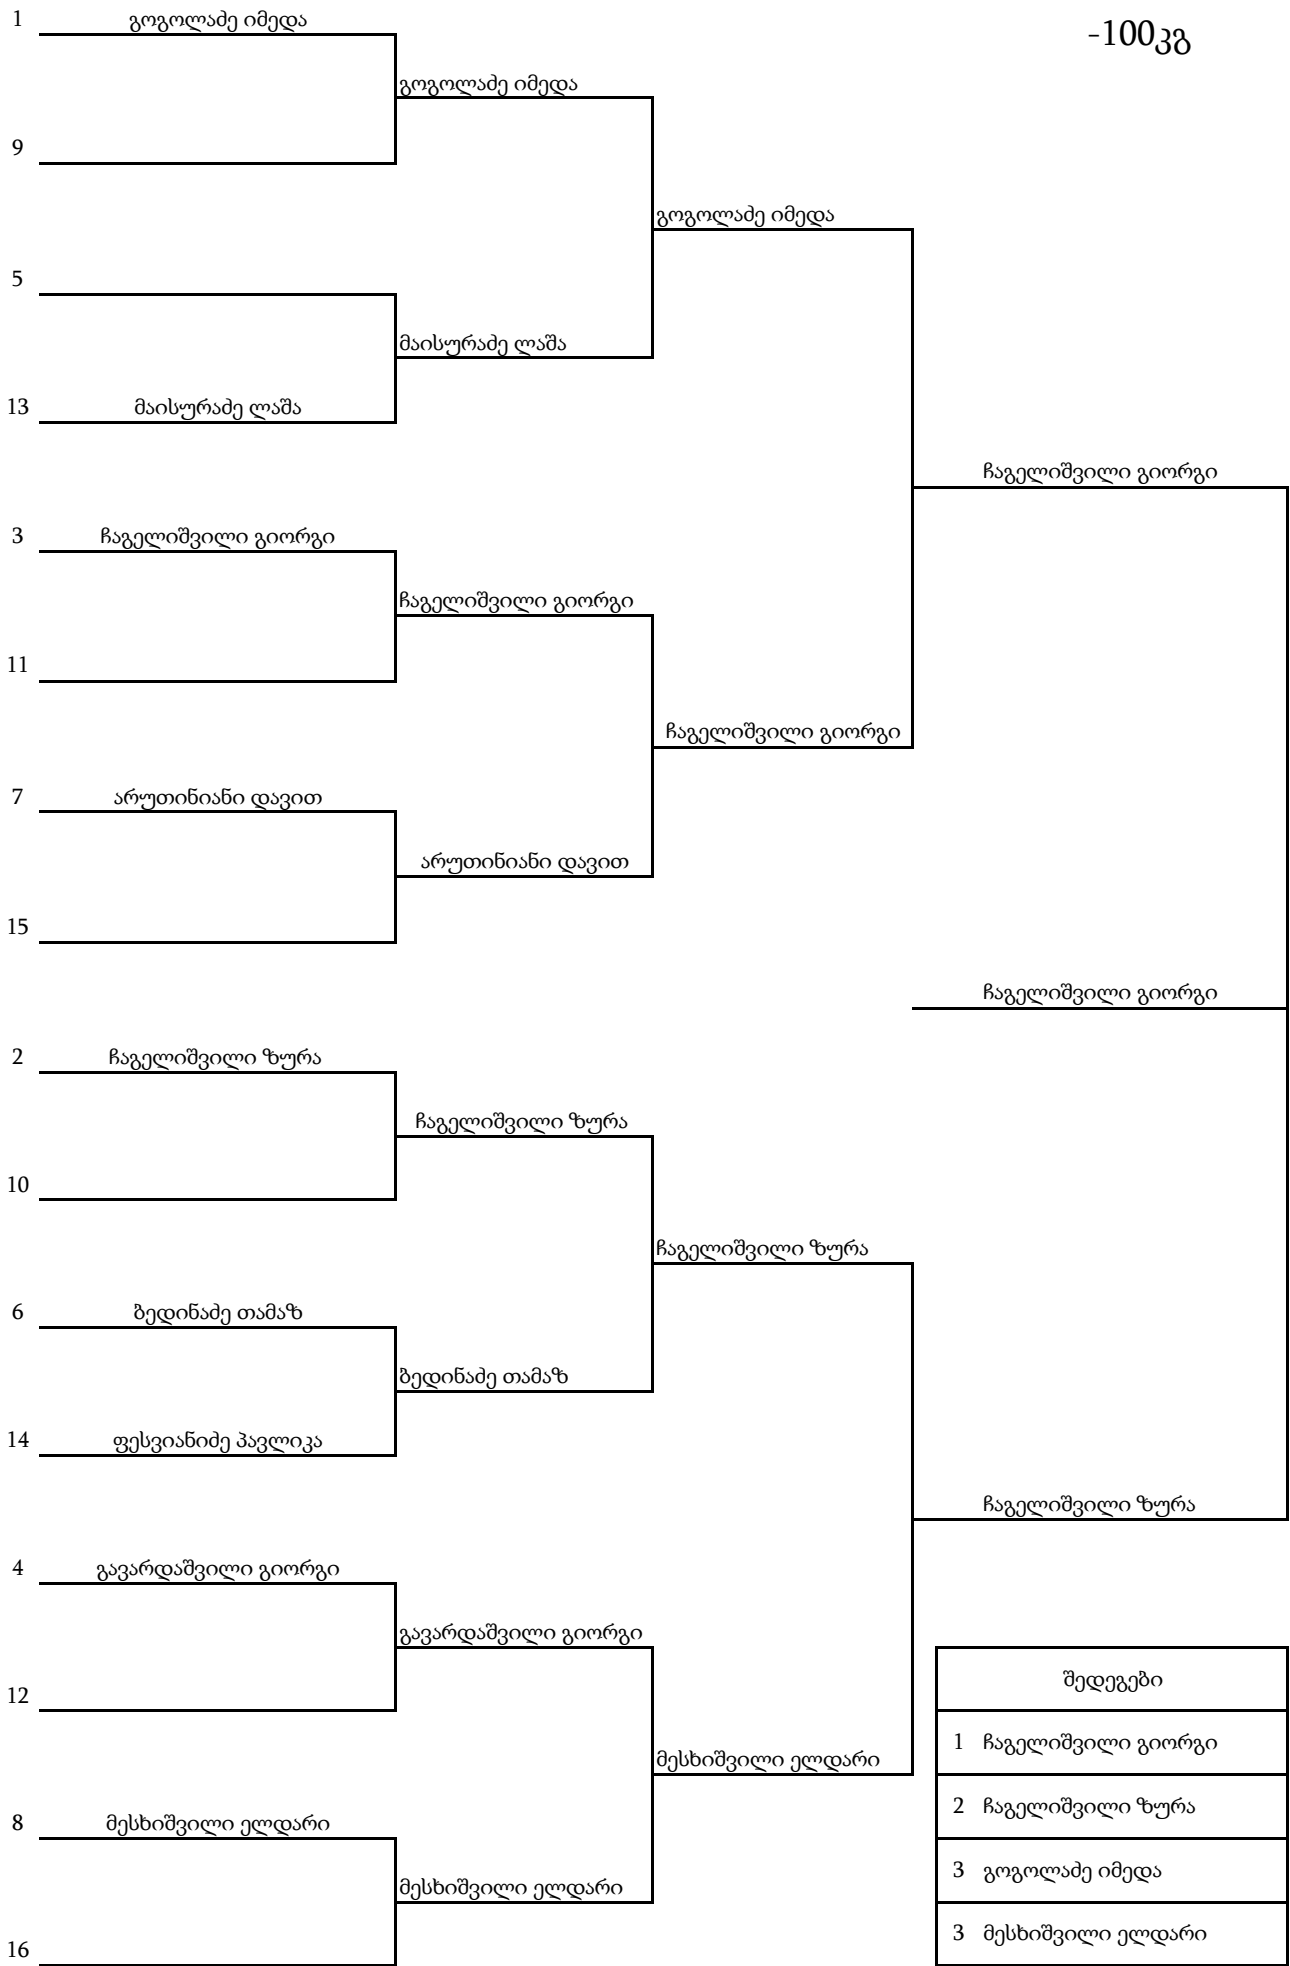 1 გოგოლაძე იმედა
-100კგ
გოგოლაძე იმედა
9
გოგოლაძე იმედა
5
მაისურაძე ლაშა
13 მაისურაძე ლაშა
ჩაგელიშვილი გიორგი
3 ჩაგელიშვილი გიორგი
ჩაგელიშვილი გიორგი
11
ჩაგელიშვილი გიორგი
7 არუთინიანი დავით
არუთინიანი დავით
15
ჩაგელიშვილი გიორგი
2 ჩაგელიშვილი ზურა
ჩაგელიშვილი ზურა
10
ჩაგელიშვილი ზურა
6 ბედინაძე თამაზ
ბედინაძე თამაზ
14 ფესვიანიძე პავლიკა
ჩაგელიშვილი ზურა
4 გავარდაშვილი გიორგი
გავარდაშვილი გიორგი
შედეგები
12
1 ჩაგელიშვილი გიორგი
მესხიშვილი ელდარი
2 ჩაგელიშვილი ზურა
8 მესხიშვილი ელდარი
3 გოგოლაძე იმედა
მესხიშვილი ელდარი
3 მესხიშვილი ელდარი
16